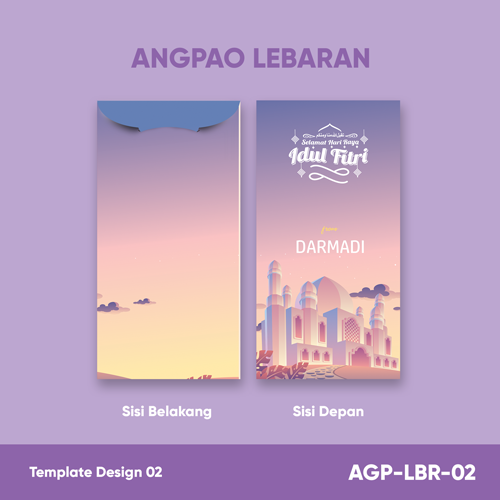 ANGPAO LEBARAN
Selamat Hari Raya
Idul Fitri
from
DARMADI
Sisi Belakang
Sisi Depan
Template Design 02
AGP-LBR-02